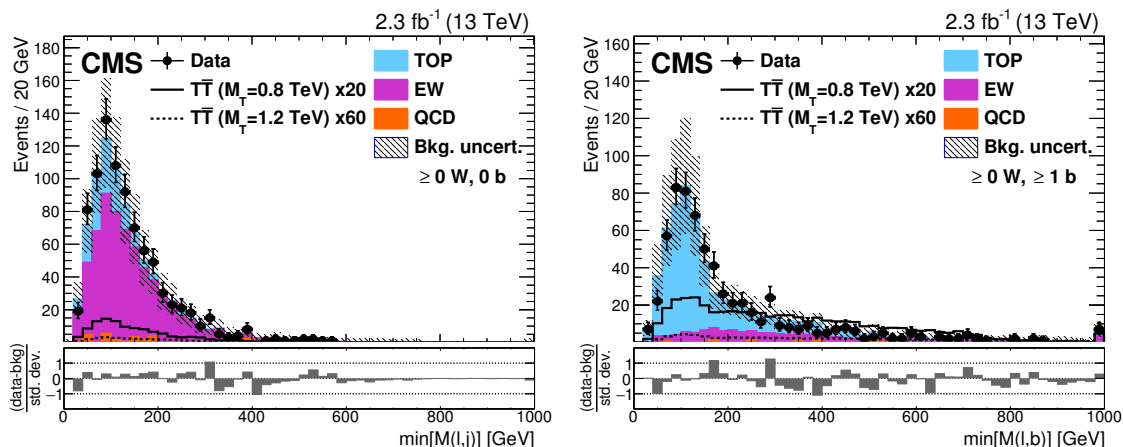 2.3 fb⁻¹ (13 TeV)
Events / 20 GeV
180
160
140
120
100
80
60
40
20
CMS
Data
TT̅ (M_T=0.8 TeV) x20
TT̅ (M_T=1.2 TeV) x60
TOP
EW
QCD
Bkg. uncert.
≥ 0 W, 0 b
(data-bkg)
std. dev.
1
0
−1
0 200 400 600 800 1000
min[M(l,j)] [GeV]
2.3 fb⁻¹ (13 TeV)
Events / 20 GeV
160
140
120
100
80
60
40
20
CMS
Data
TT̅ (M_T=0.8 TeV) x20
TT̅ (M_T=1.2 TeV) x60
TOP
EW
QCD
Bkg. uncert.
≥ 0 W, ≥ 1 b
(data-bkg)
std. dev.
1
0
−1
0 200 400 600 800 1000
min[M(l,b)] [GeV]